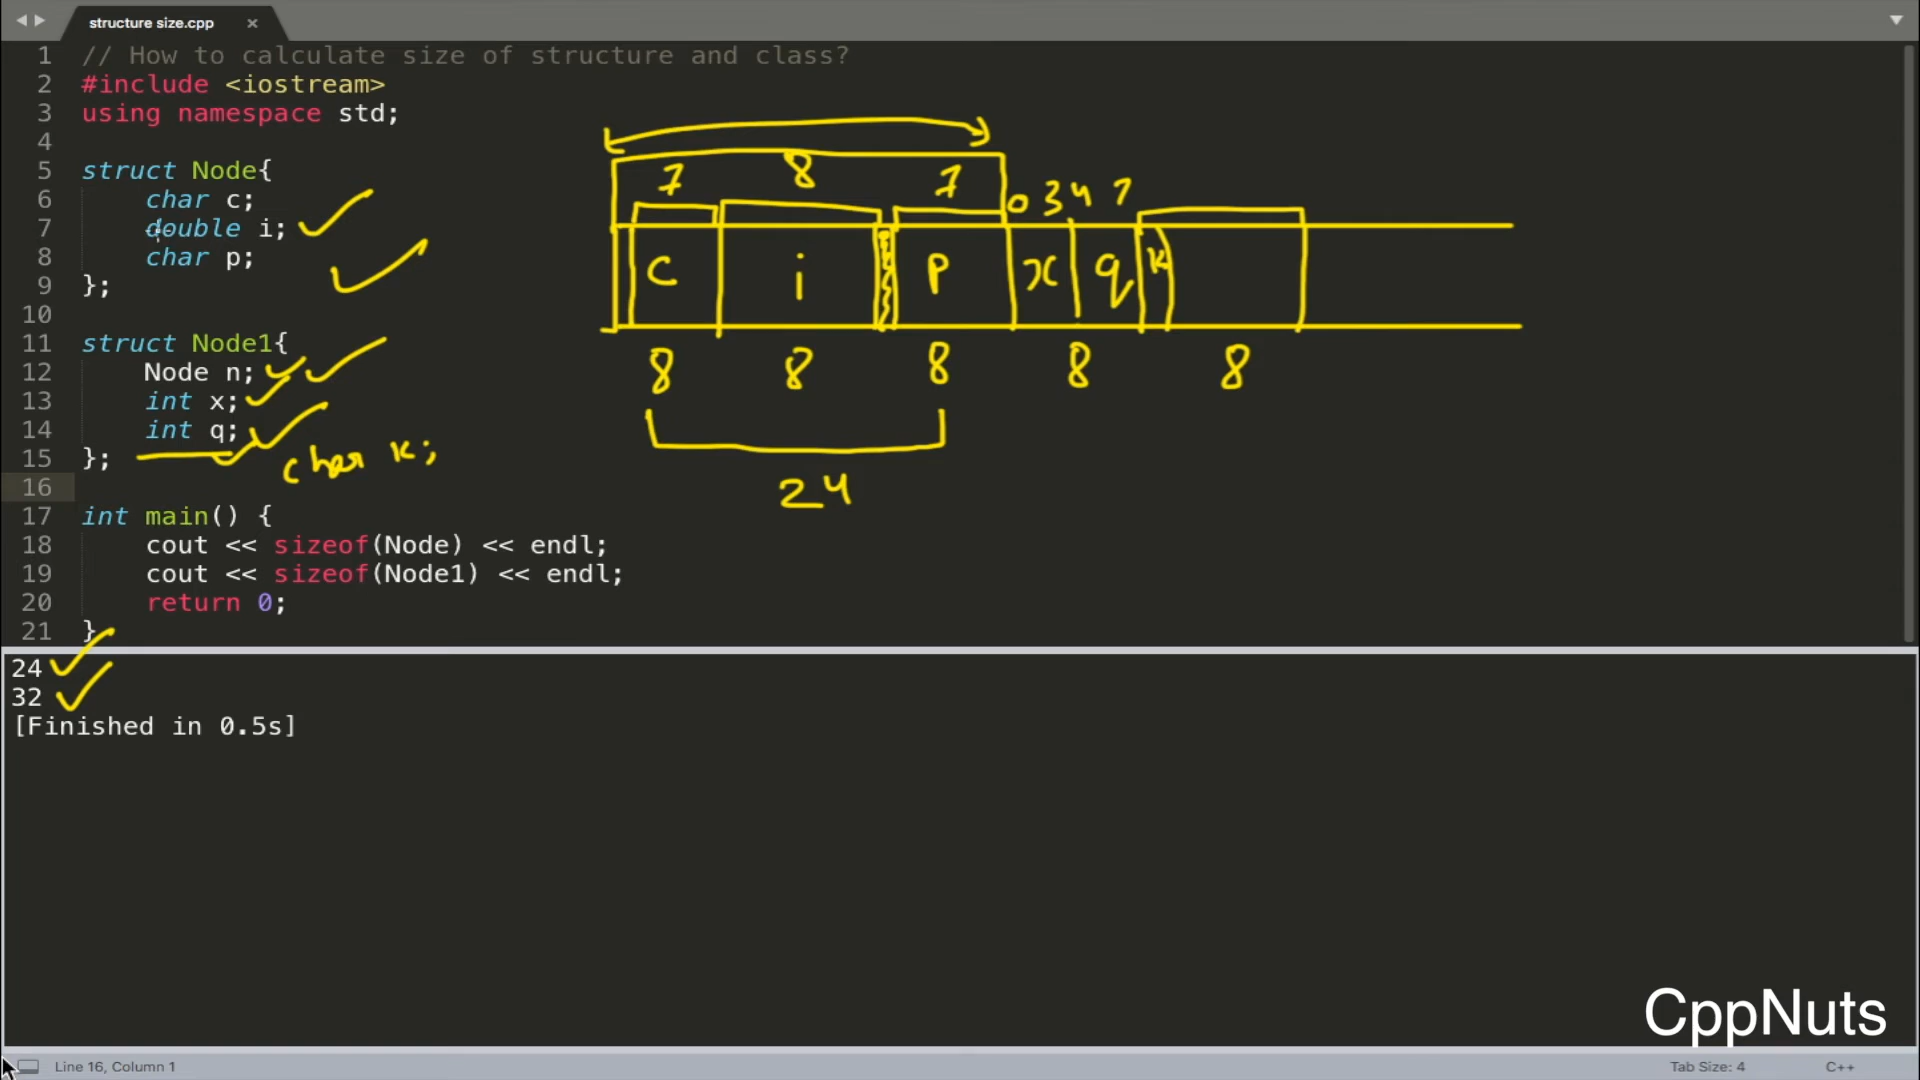 structure size.cpp ×
1 // How to calculate size of structure and class?
2 #include <iostream>
3 using namespace std;
4
5 struct Node{
6 char c;
7 double i;
8 char p;
9 };
10
11 struct Node1{
12 Node n;
13 int x;
14 int q;
char k;
15 };
16
17 int main() {
18 cout << sizeof(Node) << endl;
19 cout << sizeof(Node1) << endl;
20 return 0;
21 }
7 8 7 0 3 4 7
c i p x q k
8 8 8 8 8
24
24
32
[Finished in 0.5s]
CppNuts
Line 16, Column 1 Tab Size: 4 C++